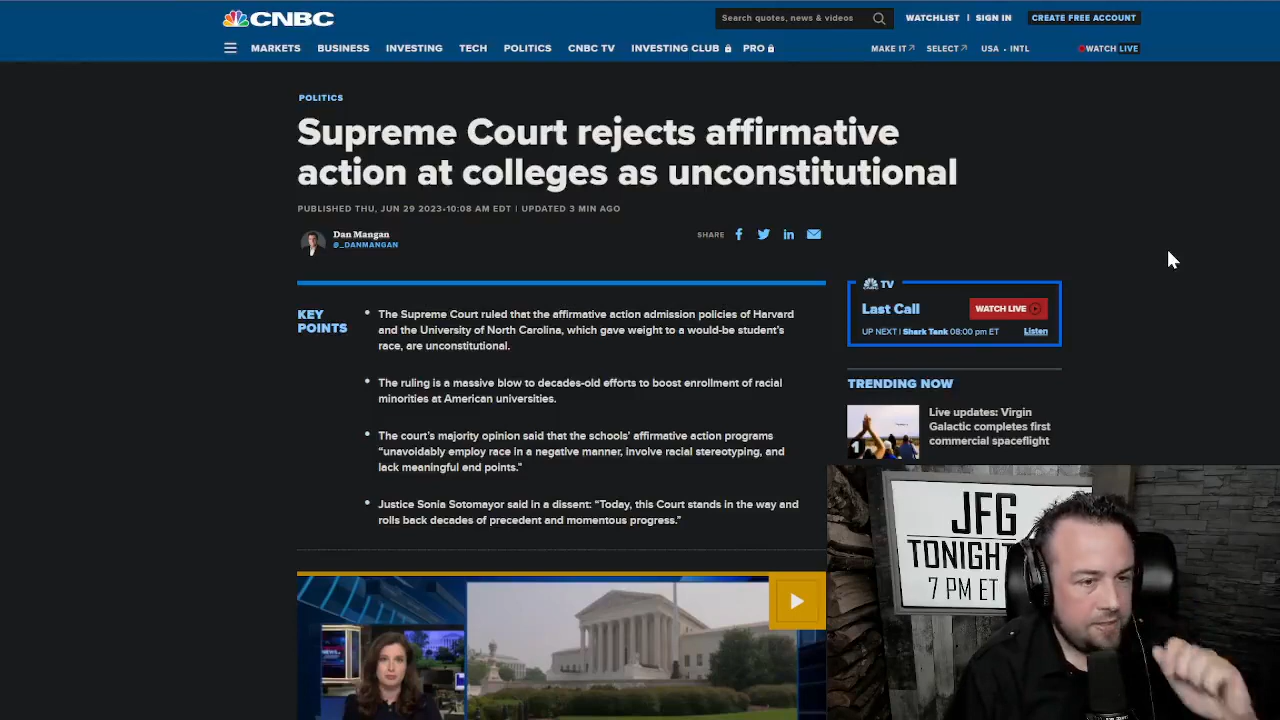 CNBC
Search quotes, news & videos
WATCHLIST | SIGN IN
CREATE FREE ACCOUNT
MARKETS BUSINESS INVESTING TECH POLITICS CNBC TV INVESTING CLUB PRO
MAKE IT SELECT USA • INTL
WATCH LIVE
POLITICS
Supreme Court rejects affirmative
action at colleges as unconstitutional
PUBLISHED THU, JUN 29 2023•10:08 AM EDT | UPDATED 3 MIN AGO
Dan Mangan
@_DANMANGAN
SHARE
KEY
POINTS
The Supreme Court ruled that the affirmative action admission policies of Harvard
and the University of North Carolina, which gave weight to a would-be student's
race, are unconstitutional.
The ruling is a massive blow to decades-old efforts to boost enrollment of racial
minorities at American universities.
The court's majority opinion said that the schools' affirmative action programs
“unavoidably employ race in a negative manner, involve racial stereotyping, and
lack meaningful end points.”
Justice Sonia Sotomayor said in a dissent: “Today, this Court stands in the way and
rolls back decades of precedent and momentous progress.”
TV
Last Call
WATCH LIVE
UP NEXT | Shark Tank 08:00 pm ET
Listen
TRENDING NOW
1
Live updates: Virgin
Galactic completes first
commercial spaceflight
JFG
TONIGHT
7 PM ET